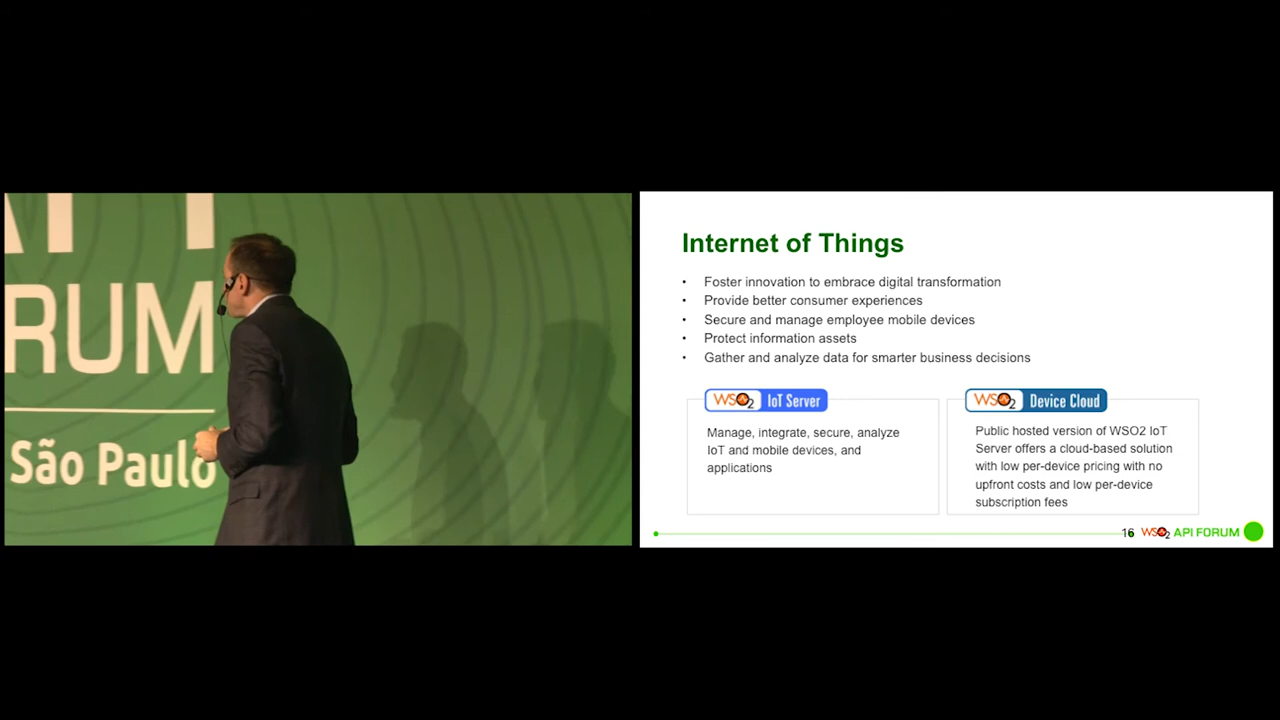 API
RUM
São Paulo
Internet of Things
• Foster innovation to embrace digital transformation
• Provide better consumer experiences
• Secure and manage employee mobile devices
• Protect information assets
• Gather and analyze data for smarter business decisions
WSO2 IoT Server
Manage, integrate, secure, analyze
IoT and mobile devices, and
applications
WSO2 Device Cloud
Public hosted version of WSO2 IoT
Server offers a cloud-based solution
with low per-device pricing with no
upfront costs and low per-device
subscription fees
16 WSO2 API FORUM